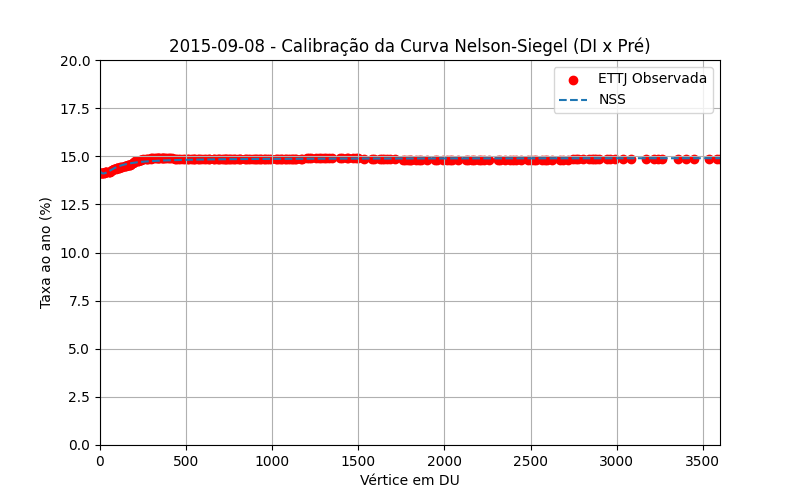 2015-09-08 - Calibração da Curva Nelson-Siegel (DI x Pré)
ETTJ Observada
NSS
20.0
17.5
15.0
12.5
10.0
7.5
5.0
2.5
0.0
Taxa ao ano (%)
0 500 1000 1500 2000 2500 3000 3500
Vértice em DU